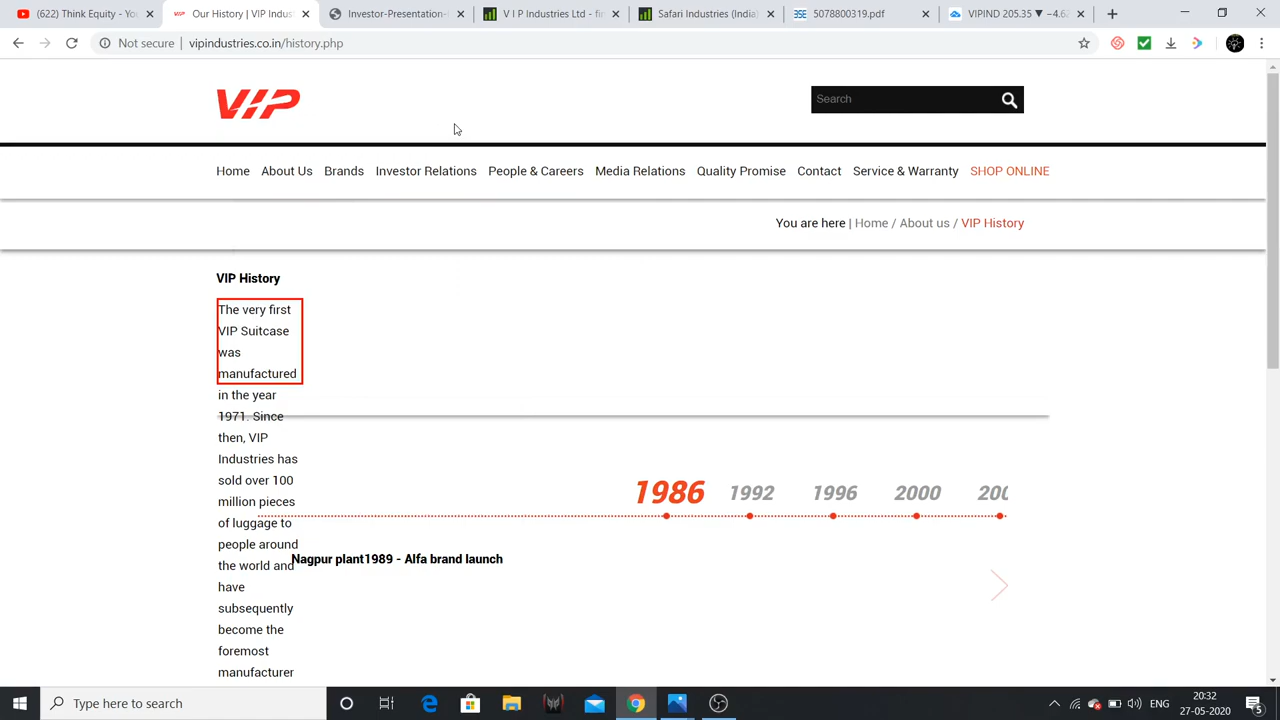 (622) Think Equity - Yo
Our History | VIP Indus
Investor-Presentation-
V I P Industries Ltd - fin
Safari Industries (India)
5078800319.pdf
VIPIND 205.35 ▼ −4.62
Not secure | vipindustries.co.in/history.php
VIP
Search
Home About Us Brands Investor Relations People & Careers Media Relations Quality Promise Contact Service & Warranty SHOP ONLINE
You are here | Home / About us / VIP History
VIP History
The very first
VIP Suitcase
was
manufactured
in the year
1971. Since
then, VIP
Industries has
sold over 100
million pieces
of luggage to
people around
the world and
have
subsequently
become the
foremost
manufacturer
1986 1992 1996 2000 200
Nagpur plant1989 - Alfa brand launch
Type here to search
ENG
20:32
27-05-2020
5